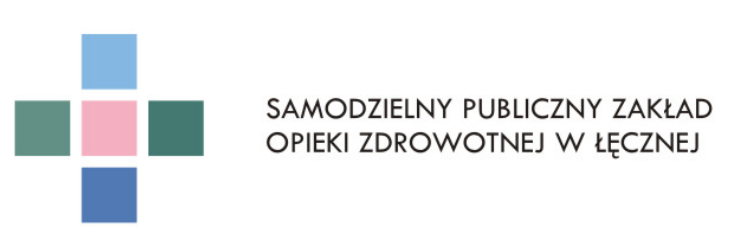 SAMODZIELNY PUBLICZNY ZAKŁAD
OPIEKI ZDROWOTNEJ W ŁĘCZNEJ